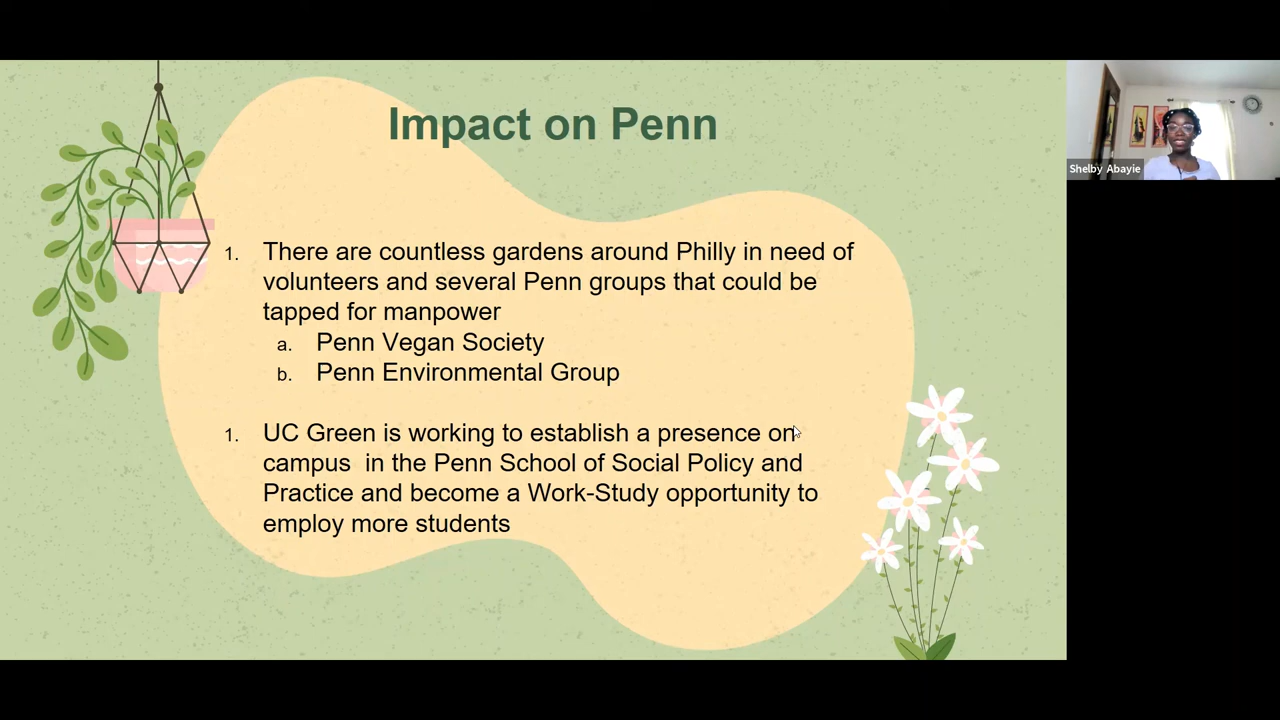 Impact on Penn
1. There are countless gardens around Philly in need of
volunteers and several Penn groups that could be
tapped for manpower
a. Penn Vegan Society
b. Penn Environmental Group
1. UC Green is working to establish a presence on
campus  in the Penn School of Social Policy and
Practice and become a Work-Study opportunity to
employ more students
Shelby Abayie